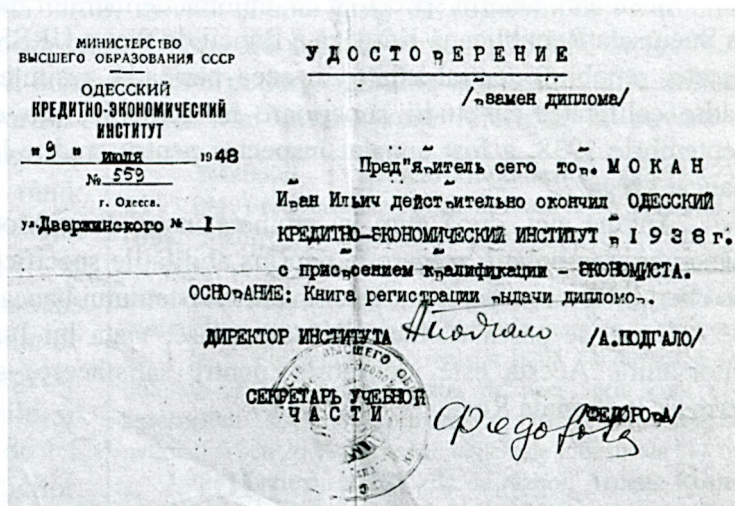 МИНИСТЕРСТВО
ВЫСШЕГО ОБРАЗОВАНИЯ СССР
ОДЕССКИЙ
КРЕДИТНО-ЭКОНОМИЧЕСКИЙ
ИНСТИТУТ
"9" июля 1948
№ 559
г. Одесса.
ул. Дзержинского № 1
УДОСТОВЕРЕНИЕ
/взамен диплома/
Пред"явитель сего тов. МОКАН
Иван Ильич действительно окончил ОДЕССКИЙ
КРЕДИТНО-ЭКОНОМИЧЕСКИЙ ИНСТИТУТ в 1938 г.
с присвоением квалификации - ЭКОНОМИСТА.
ОСНОВАНИЕ: Книга регистрации выдачи дипломов.
ДИРЕКТОР ИНСТИТУТА /А.ПОДГАЛО/
СЕКРЕТАРЬ УЧЕБНОЙ
ЧАСТИ Федорова /ФЕДОРОВА/
ВЫСШЕГО